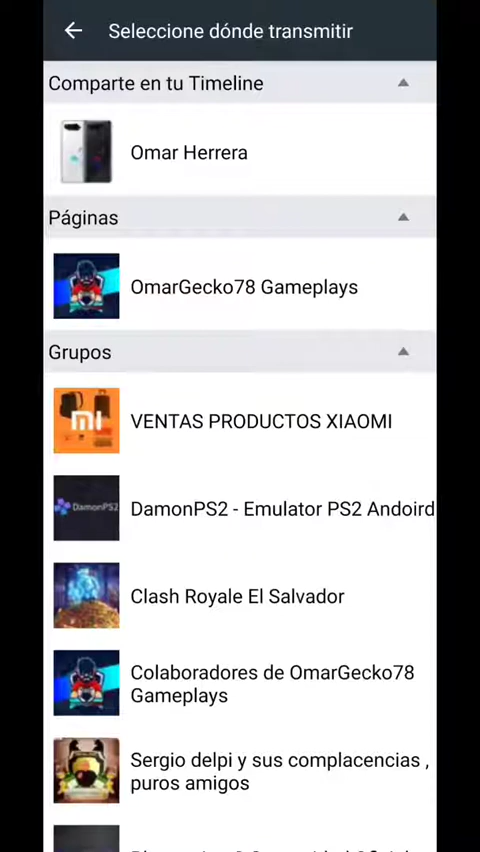 Seleccione dónde transmitir
Comparte en tu Timeline
Omar Herrera
Páginas
OmarGecko78 Gameplays
Grupos
VENTAS PRODUCTOS XIAOMI
DamonPS2
DamonPS2 - Emulator PS2 Andoird
Clash Royale El Salvador
Colaboradores de OmarGecko78
Gameplays
Sergio delpi y sus complacencias ,
puros amigos